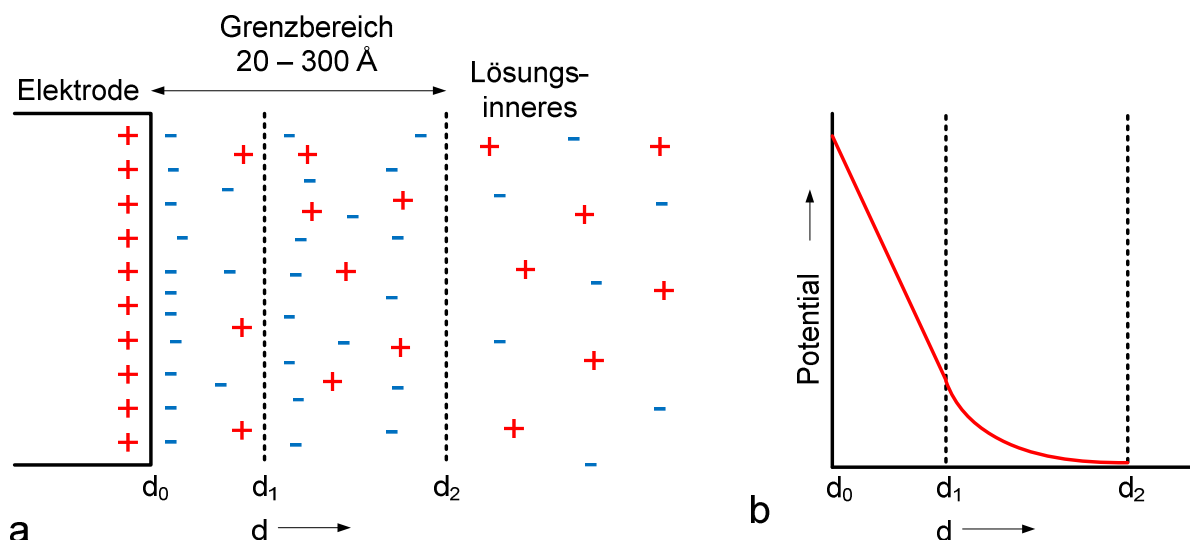 Grenzbereich
20 – 300 Å
Elektrode
Lösungs-
inneres
d₀
d₁
d₂
d
a
Potential
d₀
d₁
d₂
d
b